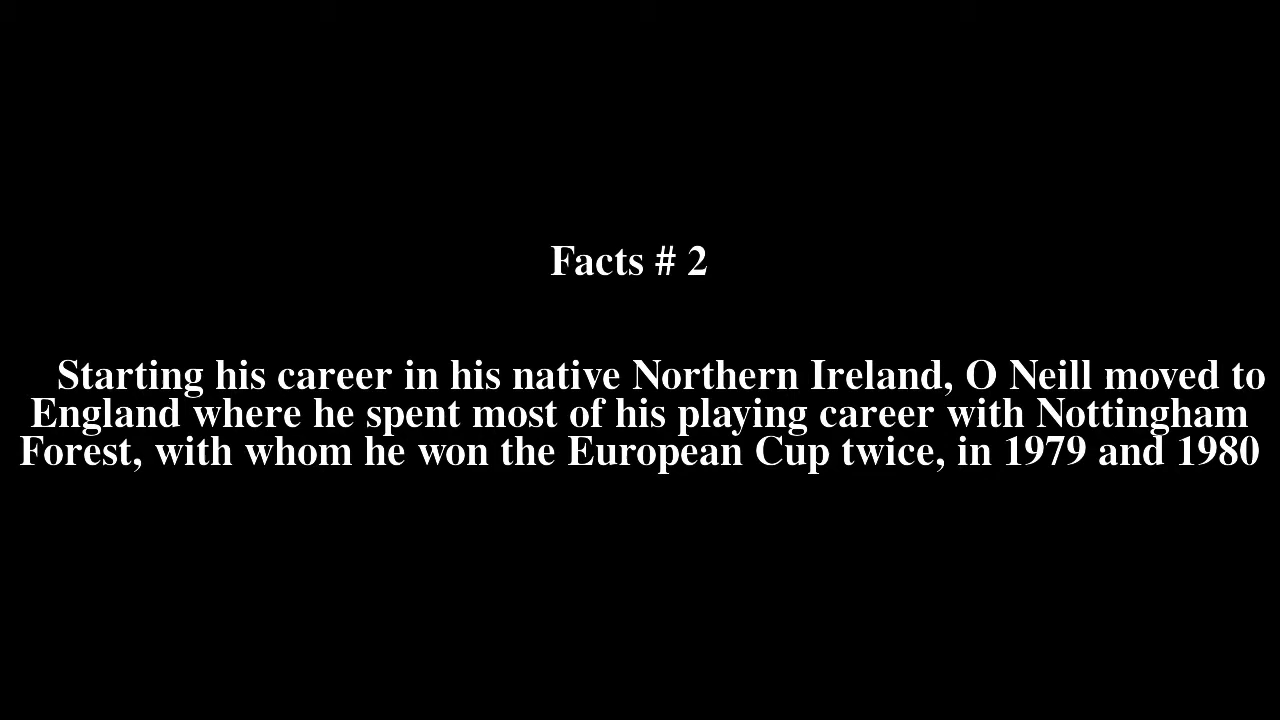 Facts # 2
Starting his career in his native Northern Ireland, O Neill moved to
England where he spent most of his playing career with Nottingham
Forest, with whom he won the European Cup twice, in 1979 and 1980